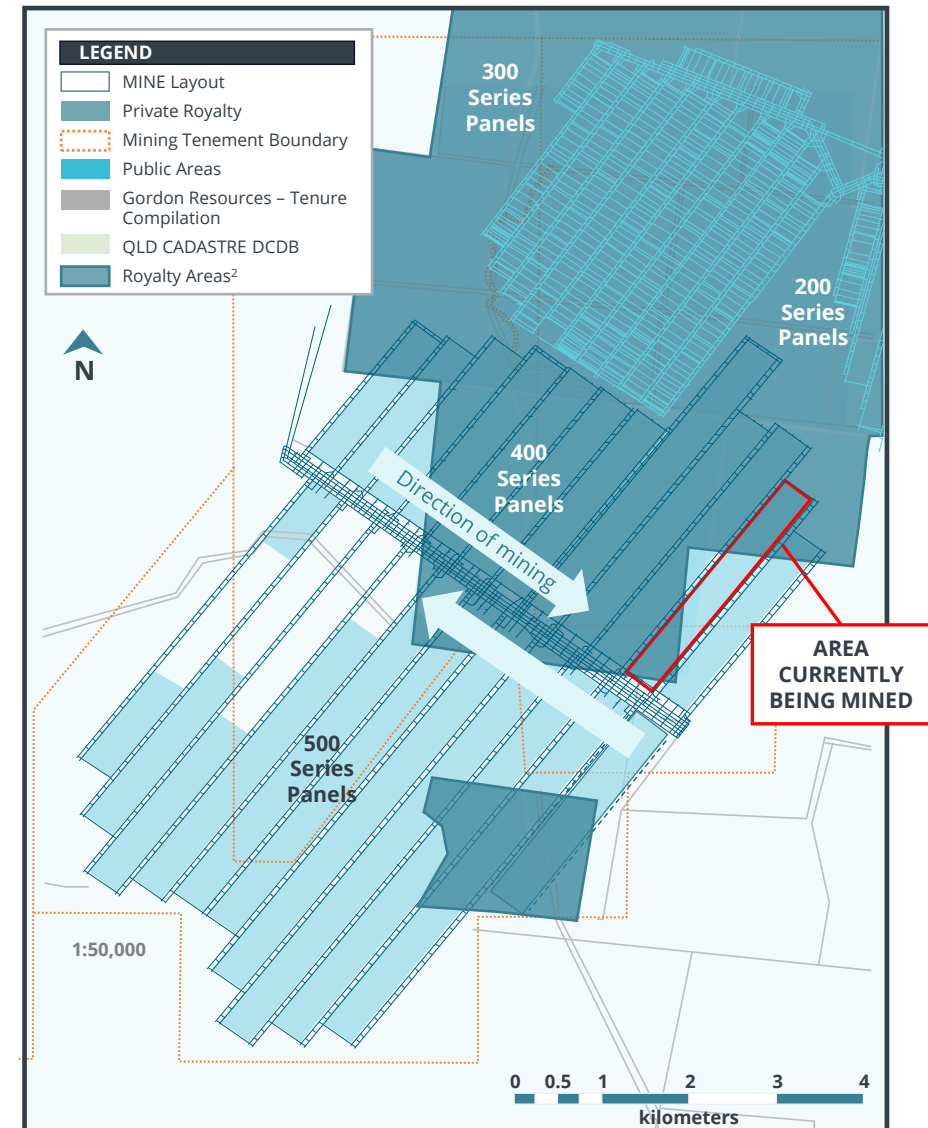 LEGEND
MINE Layout
Private Royalty
Mining Tenement Boundary
Public Areas
Gordon Resources – Tenure
Compilation
QLD CADASTRE DCDB
Royalty Areas²
N
300
Series
Panels
200
Series
Panels
400
Series
Panels
Direction of mining
AREA
CURRENTLY
BEING MINED
500
Series
Panels
1:50,000
0 0.5 1 2 3 4
kilometers